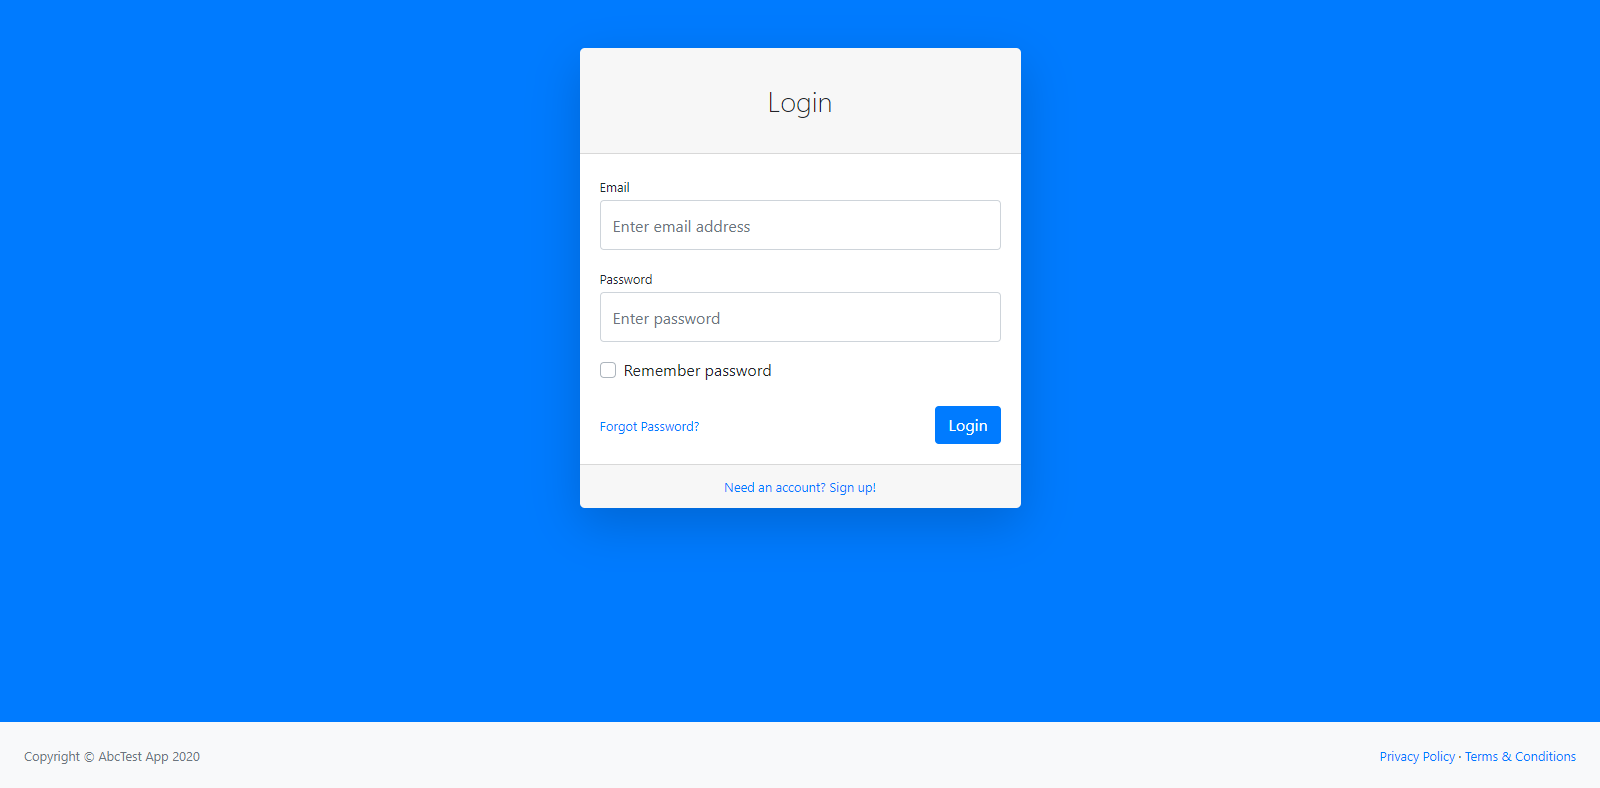 Login
Email
Enter email address
Password
Enter password
Remember password
Forgot Password?
Login
Need an account? Sign up!
Copyright © AbcTest App 2020
Privacy Policy · Terms & Conditions